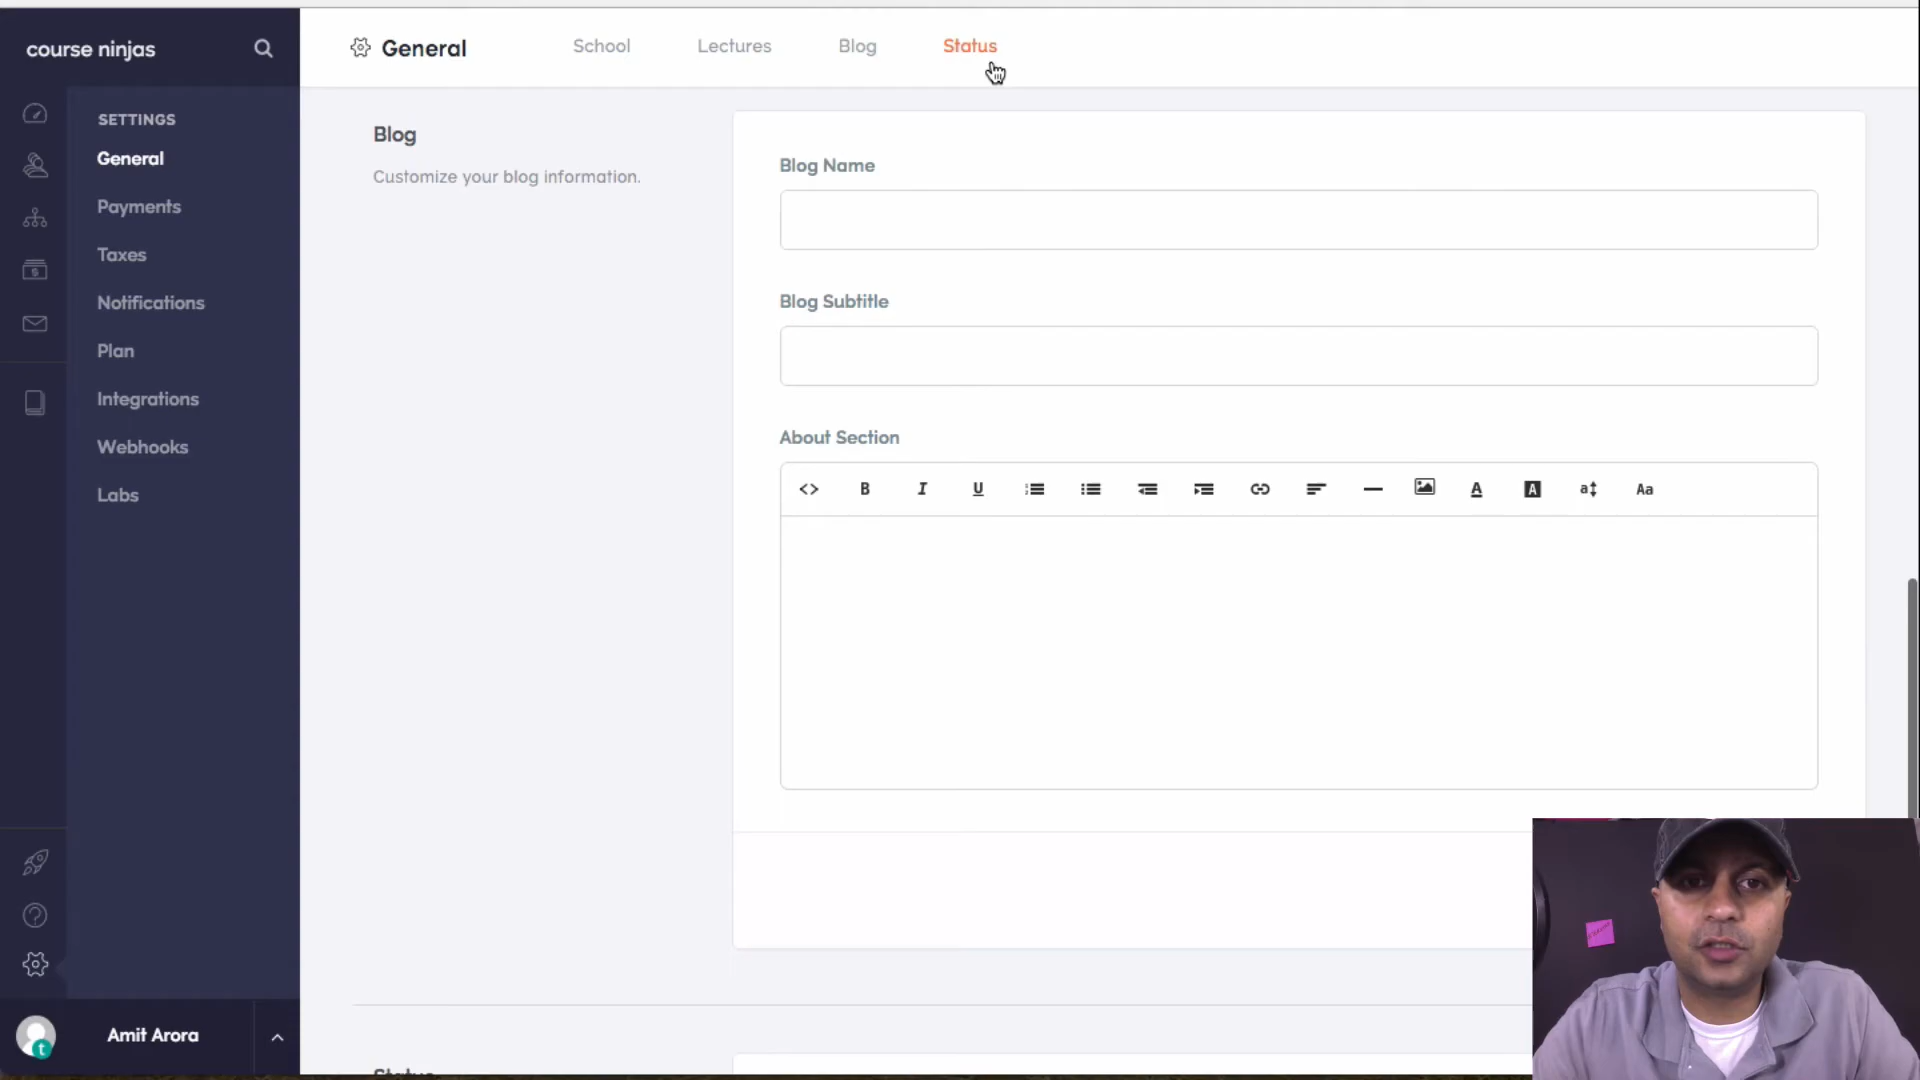 course ninjas
General
School
Lectures
Blog
Status
SETTINGS
General
Payments
Taxes
Notifications
Plan
Integrations
Webhooks
Labs
Amit Arora
t
Blog
Customize your blog information.
Blog Name
Blog Subtitle
About Section
<> B I U A A a Aa
Status